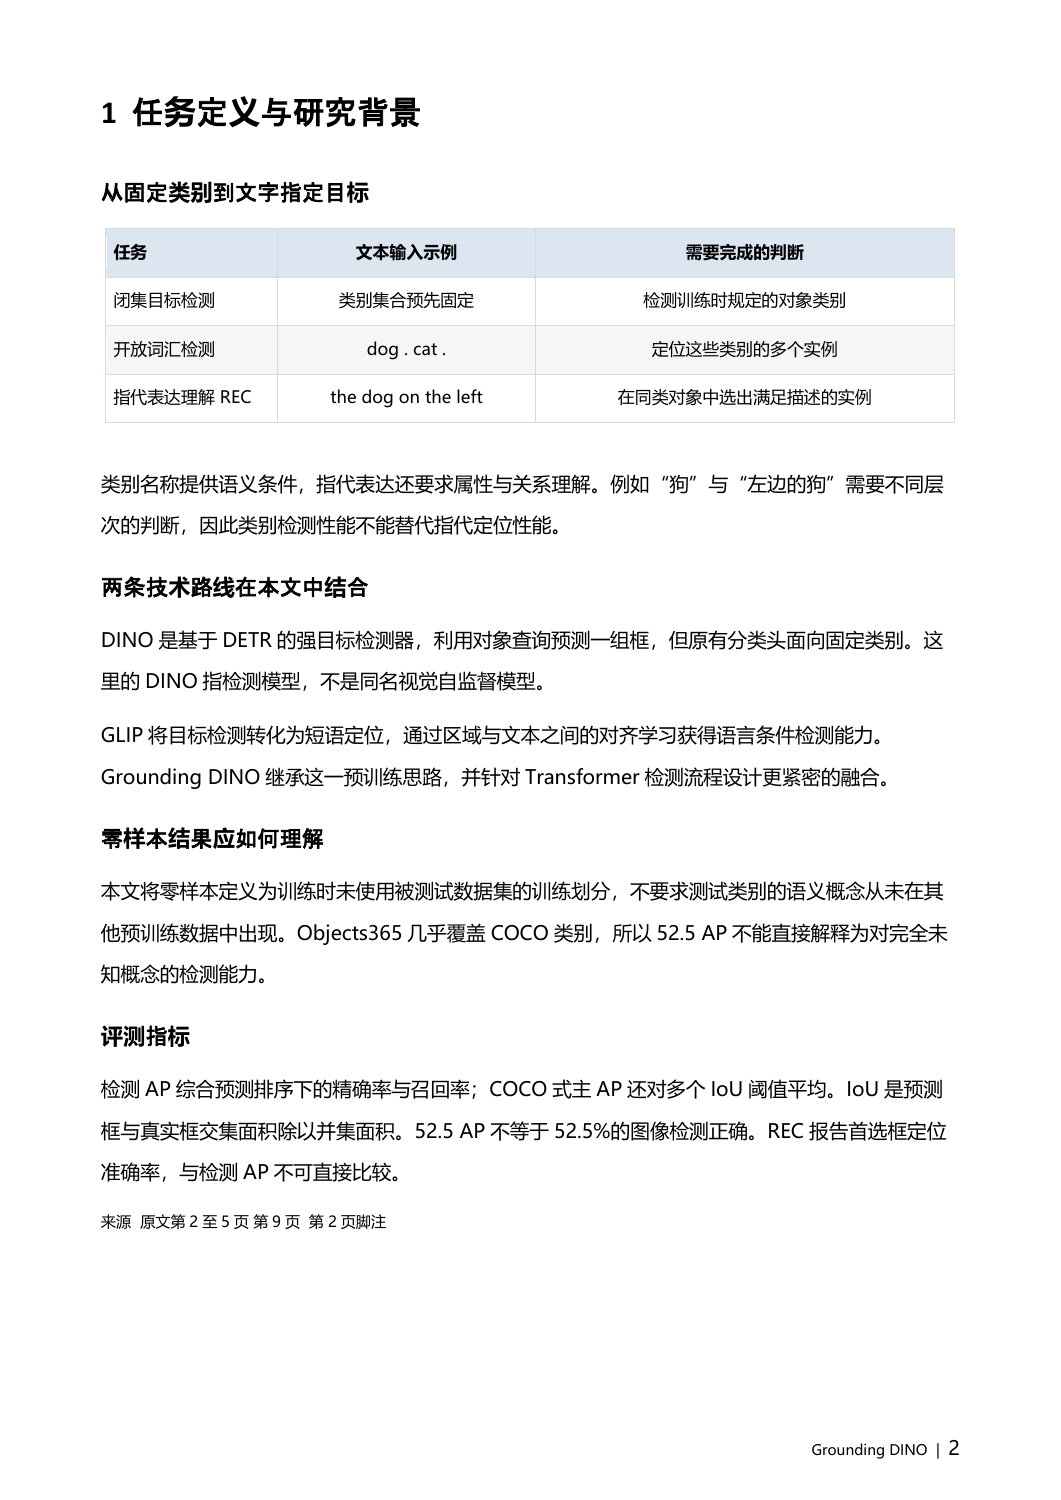 1 任务定义与研究背景
从固定类别到文字指定目标
任务 文本输入示例 需要完成的判断
闭集目标检测 类别集合预先固定 检测训练时规定的对象类别
开放词汇检测 dog . cat . 定位这些类别的多个实例
指代表达理解 REC the dog on the left 在同类对象中选出满足描述的实例
类别名称提供语义条件，指代表达还要求属性与关系理解。例如“狗”与“左边的狗”需要不同层
次的判断，因此类别检测性能不能替代指代定位性能。
两条技术路线在本文中结合
DINO 是基于 DETR 的强目标检测器，利用对象查询预测一组框，但原有分类头面向固定类别。这
里的 DINO 指检测模型，不是同名视觉自监督模型。
GLIP 将目标检测转化为短语定位，通过区域与文本之间的对齐学习获得语言条件检测能力。
Grounding DINO 继承这一预训练思路，并针对 Transformer 检测流程设计更紧密的融合。
零样本结果应如何理解
本文将零样本定义为训练时未使用被测试数据集的训练划分，不要求测试类别的语义概念从未在其
他预训练数据中出现。Objects365 几乎覆盖 COCO 类别，所以 52.5 AP 不能直接解释为对完全未
知概念的检测能力。
评测指标
检测 AP 综合预测排序下的精确率与召回率；COCO 式主 AP 还对多个 IoU 阈值平均。IoU 是预测
框与真实框交集面积除以并集面积。52.5 AP 不等于 52.5%的图像检测正确。REC 报告首选框定位
准确率，与检测 AP 不可直接比较。
来源 原文第 2 至 5 页 第 9 页 第 2 页脚注
Grounding DINO | 2